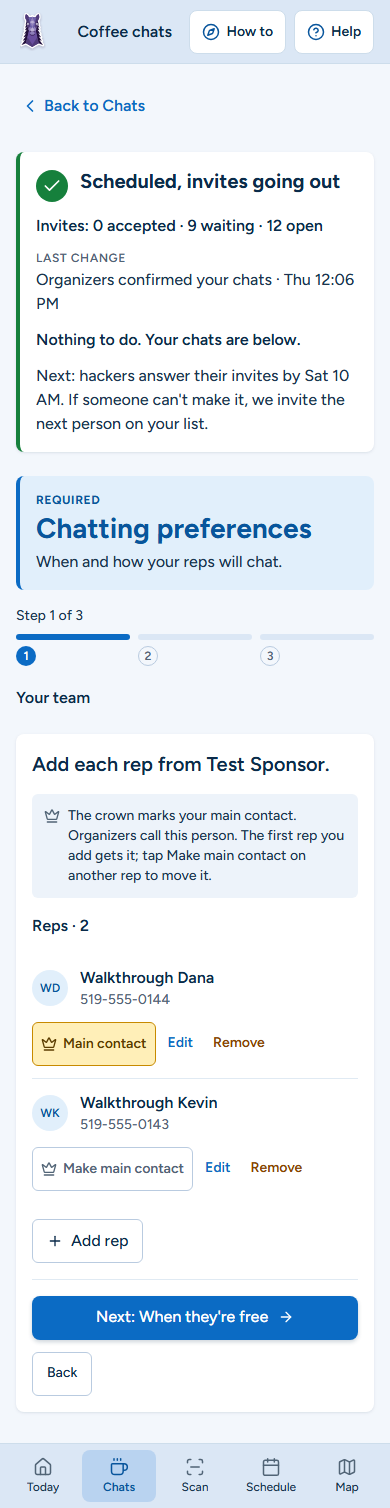 Coffee chats
How to
Help
Back to Chats
Scheduled, invites going out
Invites: 0 accepted · 9 waiting · 12 open
LAST CHANGE
Organizers confirmed your chats · Thu 12:06
PM
Nothing to do. Your chats are below.
Next: hackers answer their invites by Sat 10
AM. If someone can't make it, we invite the
next person on your list.
REQUIRED
Chatting preferences
When and how your reps will chat.
Step 1 of 3
1
2
3
Your team
Add each rep from Test Sponsor.
The crown marks your main contact.
Organizers call this person. The first rep you
add gets it; tap Make main contact on
another rep to move it.
Reps · 2
WD
Walkthrough Dana
519-555-0144
Main contact
Edit
Remove
WK
Walkthrough Kevin
519-555-0143
Make main contact
Edit
Remove
Add rep
Next: When they're free
Back
Today
Chats
Scan
Schedule
Map